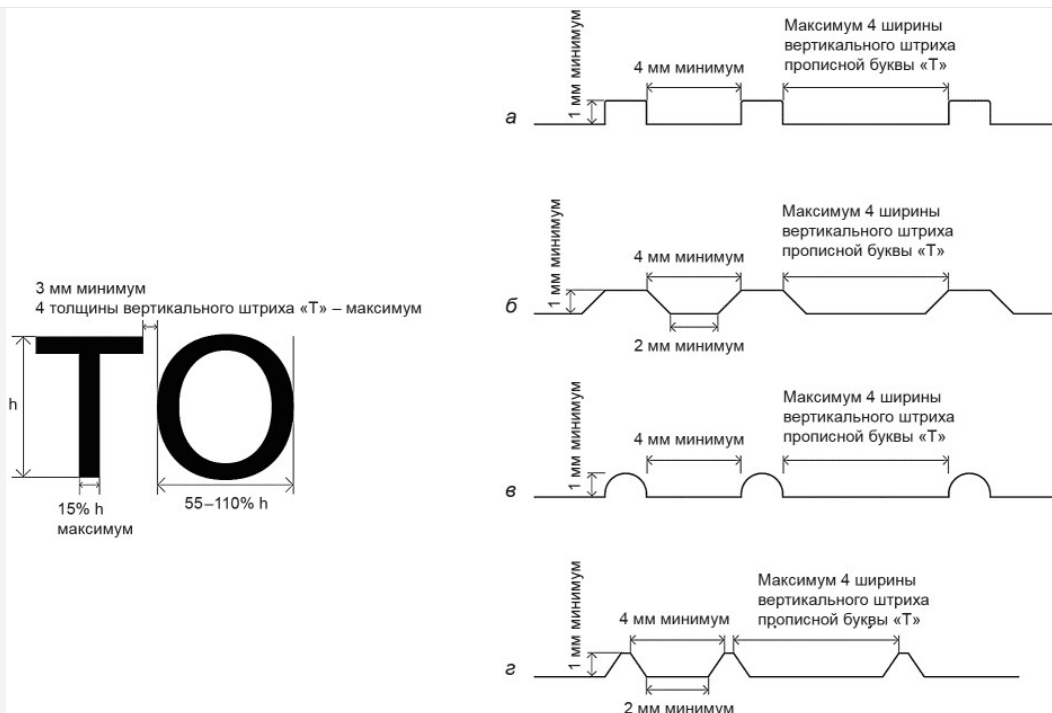 3 мм минимум
4 толщины вертикального штриха «Т» – максимум
ТО
h
15% h
максимум
55–110% h
а
1 мм минимум
4 мм минимум
Максимум 4 ширины
вертикального штриха
прописной буквы «Т»
б
1 мм минимум
4 мм минимум
2 мм минимум
Максимум 4 ширины
вертикального штриха
прописной буквы «Т»
в
1 мм минимум
4 мм минимум
Максимум 4 ширины
вертикального штриха
прописной буквы «Т»
г
1 мм минимум
4 мм минимум
2 мм минимум
Максимум 4 ширины
вертикального штриха
прописной буквы «Т»